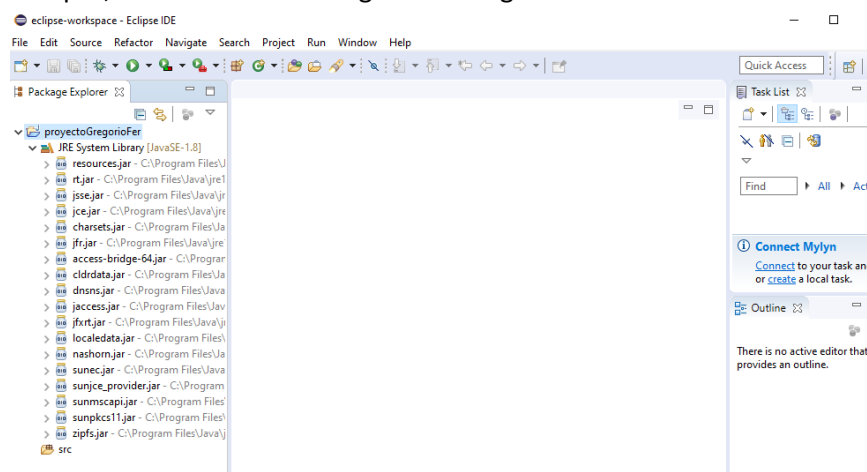 eclipse-workspace - Eclipse IDE
File Edit Source Refactor Navigate Search Project Run Window Help
Quick Access
Package Explorer
Task List
proyectoGregorioFer
JRE System Library [JavaSE-1.8]
resources.jar - C:\Program Files\J
rt.jar - C:\Program Files\Java\jre1
jsse.jar - C:\Program Files\Java\jr
jce.jar - C:\Program Files\Java\jre
charsets.jar - C:\Program Files\Ja
jfr.jar - C:\Program Files\Java\jre
access-bridge-64.jar - C:\Program
cldrdata.jar - C:\Program Files\Ja
dnsns.jar - C:\Program Files\Java
jaccess.jar - C:\Program Files\Jav
jfxrt.jar - C:\Program Files\Java\j
localedata.jar - C:\Program Files\
nashorn.jar - C:\Program Files\Ja
sunec.jar - C:\Program Files\Java
sunjce_provider.jar - C:\Program
sunmscapi.jar - C:\Program Files
sunpkcs11.jar - C:\Program Files\
zipfs.jar - C:\Program Files\Java\j
src
Find All Act
Connect Mylyn
Connect to your task an
or create a local task.
Outline
There is no active editor that
provides an outline.